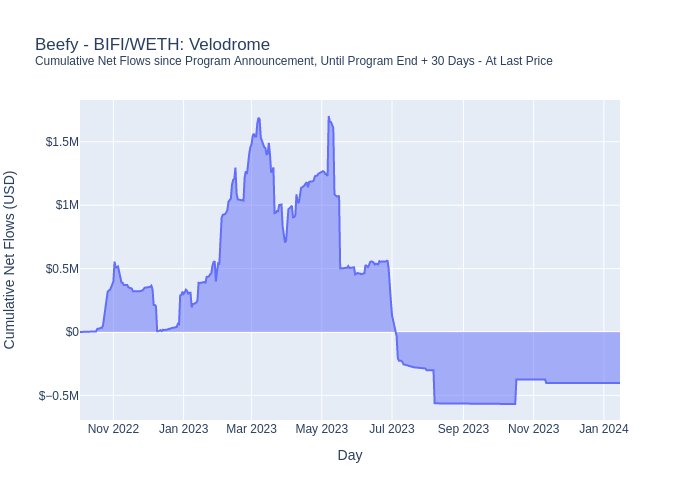 Beefy - BIFI/WETH: Velodrome
Cumulative Net Flows since Program Announcement, Until Program End + 30 Days - At Last Price
Cumulative Net Flows (USD)
$1.5M
$1M
$0.5M
$0
$−0.5M
Nov 2022 Jan 2023 Mar 2023 May 2023 Jul 2023 Sep 2023 Nov 2023 Jan 2024
Day